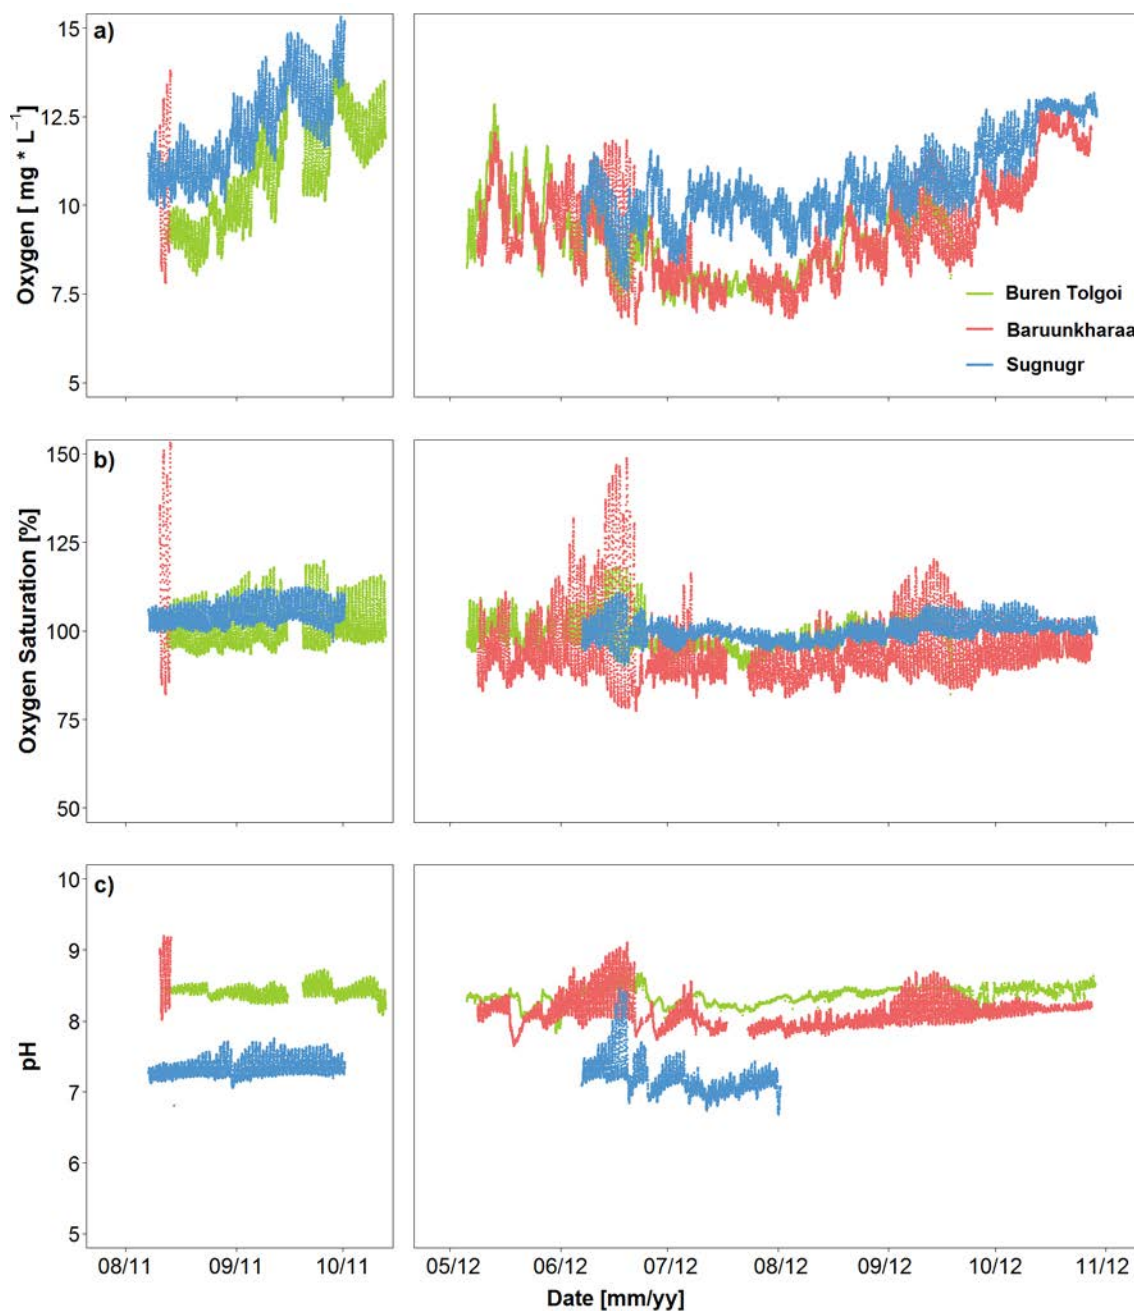 a)
15
12.5
10
7.5
5
Oxygen [ mg * L⁻¹]
Buren Tolgoi
Baruunkharaa
Sugnugr
b)
150
125
100
75
50
Oxygen Saturation [%]
c)
10
9
8
7
6
5
pH
08/11 09/11 10/11 05/12 06/12 07/12 08/12 09/12 10/12 11/12
Date [mm/yy]